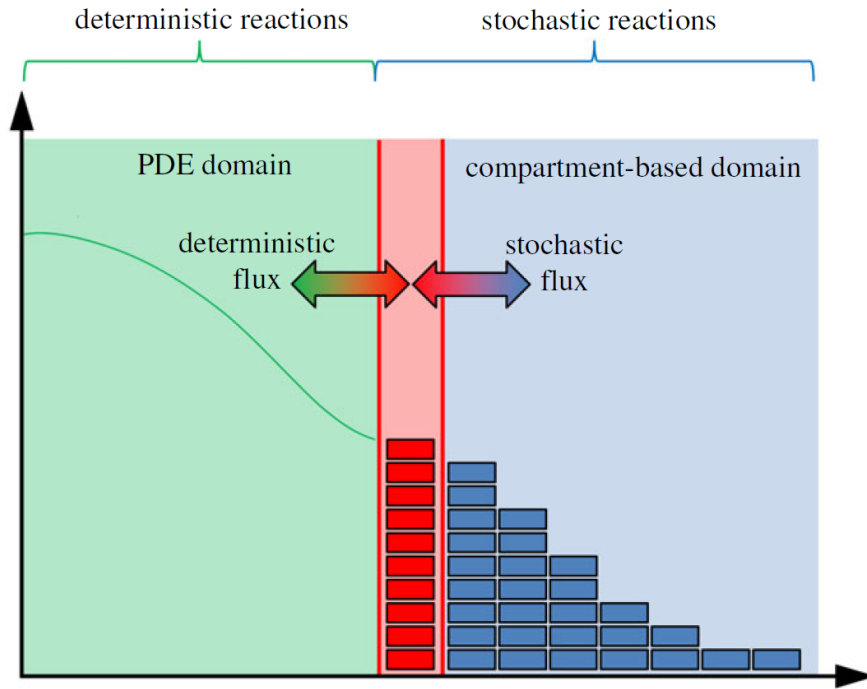 deterministic reactions
stochastic reactions
PDE domain
compartment-based domain
deterministic
flux
stochastic
flux